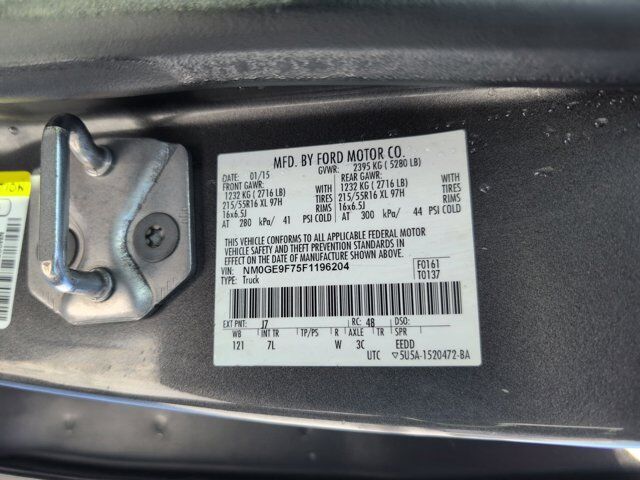 MFD. BY FORD MOTOR CO.
DATE: 01/15 GVWR: 2395 KG ( 5280 LB)
FRONT GAWR: REAR GAWR:
1232 KG ( 2716 LB) WITH 1232 KG ( 2716 LB) WITH
215/55R16 XL 97H TIRES 215/55R16 XL 97H TIRES
16x6.5J RIMS 16x6.5J RIMS
AT 280 kPa/ 41 PSI COLD AT 300 kPa/ 44 PSI COLD
THIS VEHICLE CONFORMS TO ALL APPLICABLE FEDERAL MOTOR
VEHICLE SAFETY AND THEFT PREVENTION STANDARDS IN
EFFECT ON THE DATE OF MANUFACTURE SHOWN ABOVE.
VIN: NM0GE9F75F1196204 F0161
TYPE: Truck T0137
EXT PNT: J7 RC: 48 DSO:
WB INT TR TP/PS R AXLE TR SPR
121 7L W 3C EEDD
UTC ▽5U5A-1520472-BA